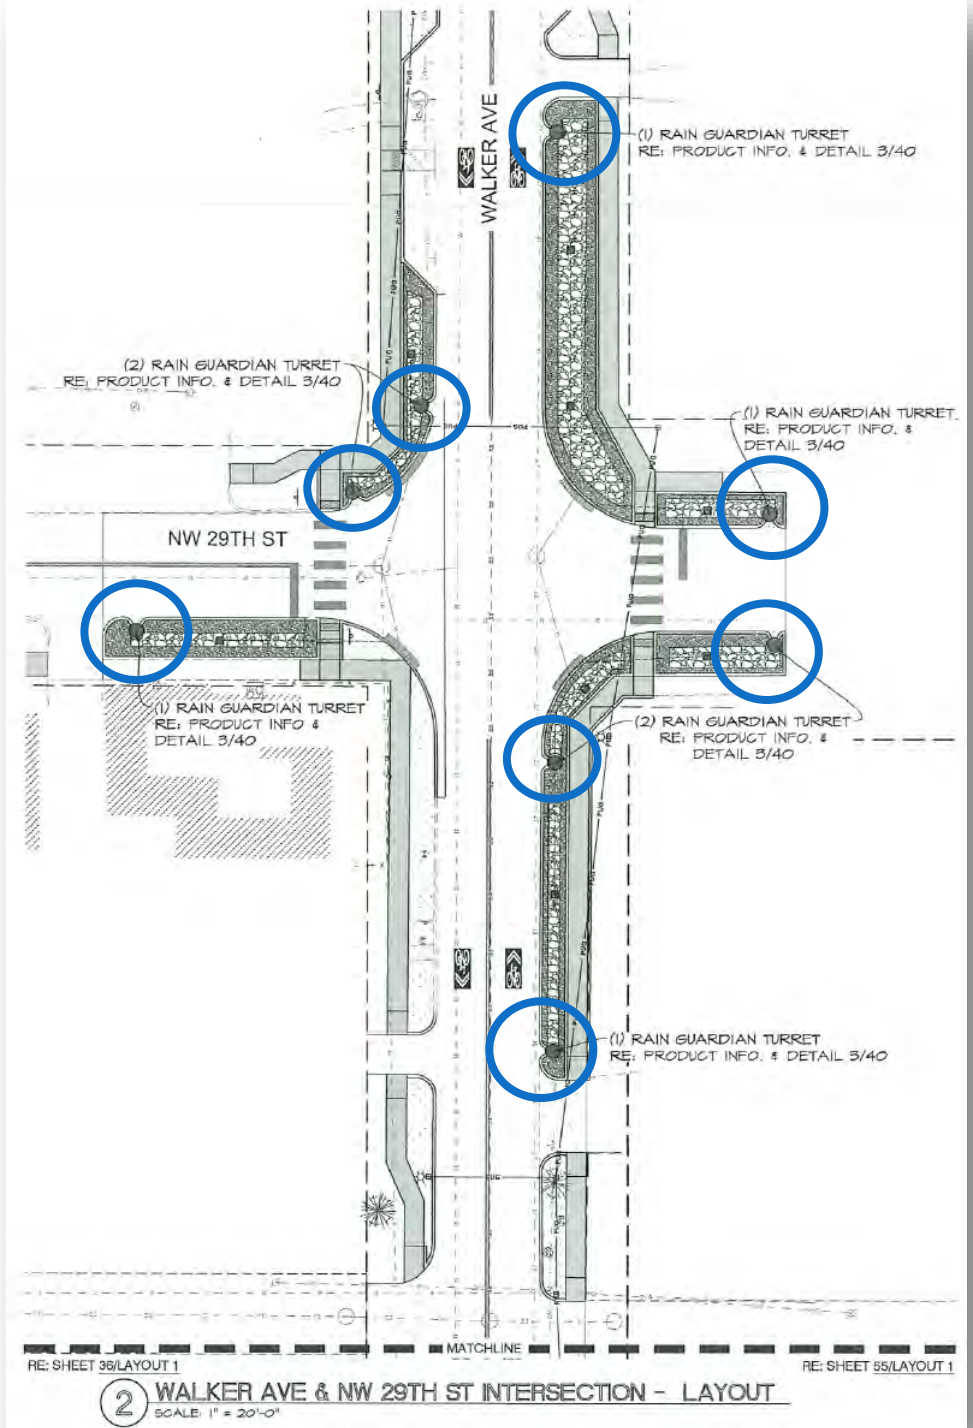 WALKER AVE
(1) RAIN GUARDIAN TURRET
RE: PRODUCT INFO. & DETAIL 3/40
(2) RAIN GUARDIAN TURRET
RE: PRODUCT INFO. & DETAIL 3/40
(1) RAIN GUARDIAN TURRET.
RE: PRODUCT INFO. &
DETAIL 3/40
NW 29TH ST
(1) RAIN GUARDIAN TURRET
RE: PRODUCT INFO &
DETAIL 3/40
(2) RAIN GUARDIAN TURRET
RE: PRODUCT INFO. &
DETAIL 3/40
(1) RAIN GUARDIAN TURRET
RE: PRODUCT INFO. & DETAIL 3/40
MATCHLINE
RE: SHEET 36/LAYOUT 1
RE: SHEET 55/LAYOUT 1
2 WALKER AVE & NW 29TH ST INTERSECTION - LAYOUT
SCALE: 1" = 20'-0"